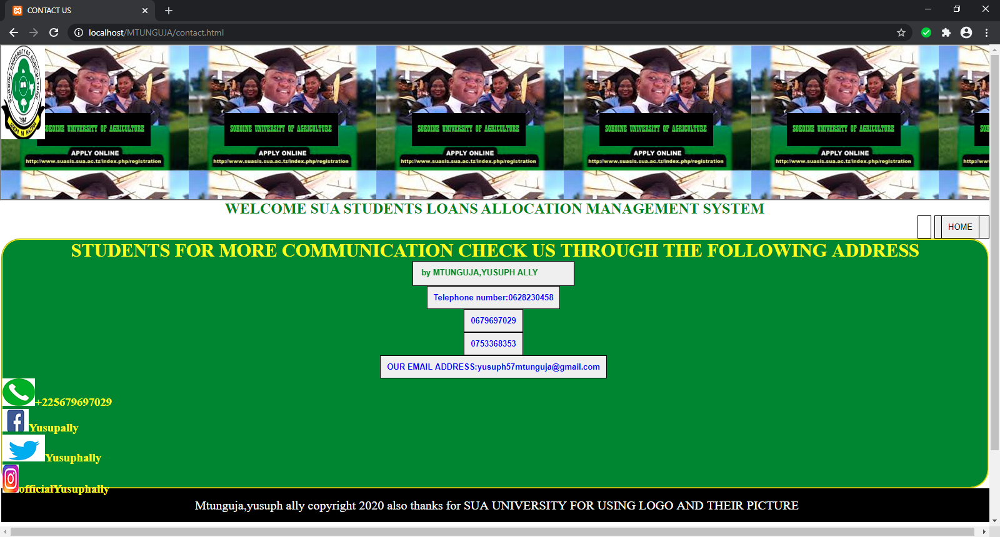 CONTACT US
localhost/MTUNGUJA/contact.html
SOKOINE UNIVERSITY OF AGRICULTURE
1984
SOKOINE UNIVERSITY OF AGRICULTURE SOKOINE UNIVERSITY OF AGRICULTURE SOKOINE UNIVERSITY OF AGRICULTURE SOKOINE UNIVERSITY OF AGRICULTURE SOKOINE UNIVERSITY OF AGRICULTURE
APPLY ONLINE APPLY ONLINE APPLY ONLINE APPLY ONLINE APPLY ONLINE
http://www.suasis.sua.ac.tz/index.php/registration http://www.suasis.sua.ac.tz/index.php/registration http://www.suasis.sua.ac.tz/index.php/registration http://www.suasis.sua.ac.tz/index.php/registration http://www.suasis.sua.ac.tz/index.php/registration http://www
WELCOME SUA STUDENTS LOANS ALLOCATION MANAGEMENT SYSTEM
HOME
STUDENTS FOR MORE COMMUNICATION CHECK US THROUGH THE FOLLOWING ADDRESS
by MTUNGUJA,YUSUPH ALLY
Telephone number:0628230458
0679697029
0753368353
OUR EMAIL ADDRESS:yusuph57mtunguja@gmail.com
+225679697029
Yusupally
Yusuphally
officialYusuphally
Mtunguja,yusuph ally copyright 2020 also thanks for SUA UNIVERSITY FOR USING LOGO AND THEIR PICTURE